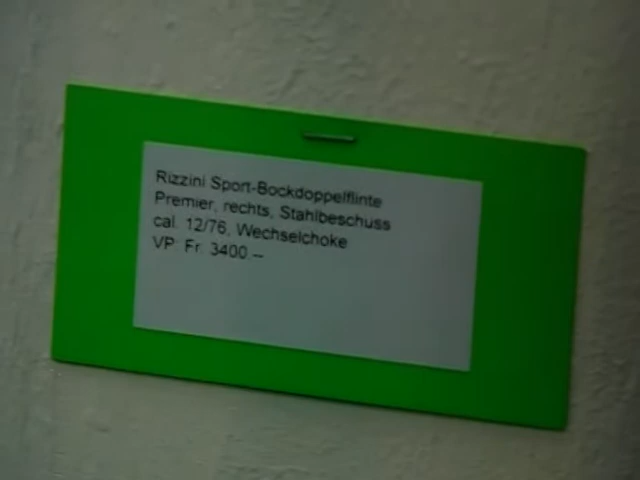 Rizzini Sport-Bockdoppelflinte
Premier, rechts, Stahlbeschuss
cal. 12/76, Wechselchoke
VP: Fr. 3400.--